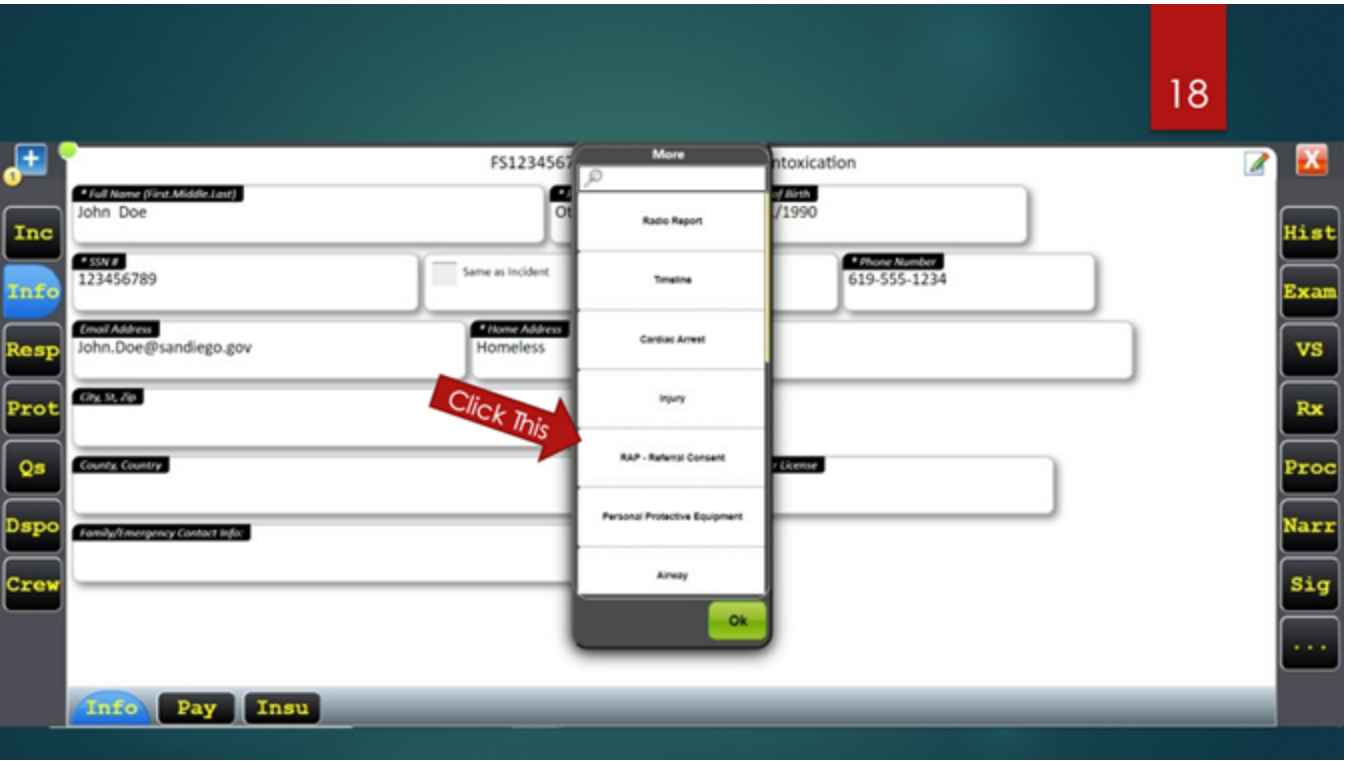 18
FS1234567
ntoxication
More
* Full Name (First.Middle.Last)
John Doe
Ot
of Birth
/1990
Radio Report
Inc
Hist
* SSN #
123456789
Same as Incident
* Phone Number
619-555-1234
Timeline
Info
Exam
Email Address
John.Doe@sandiego.gov
* Home Address
Homeless
Cardiac Arrest
Resp
VS
City, St, Zip
Click This
Injury
Prot
Rx
County, Country
RAP - Referral Consent
r License
Qs
Proc
Personal Protective Equipment
Dspo
Narr
Family/Emergency Contact Info:
Airway
Crew
Sig
Ok
...
Info
Pay
Insu
1